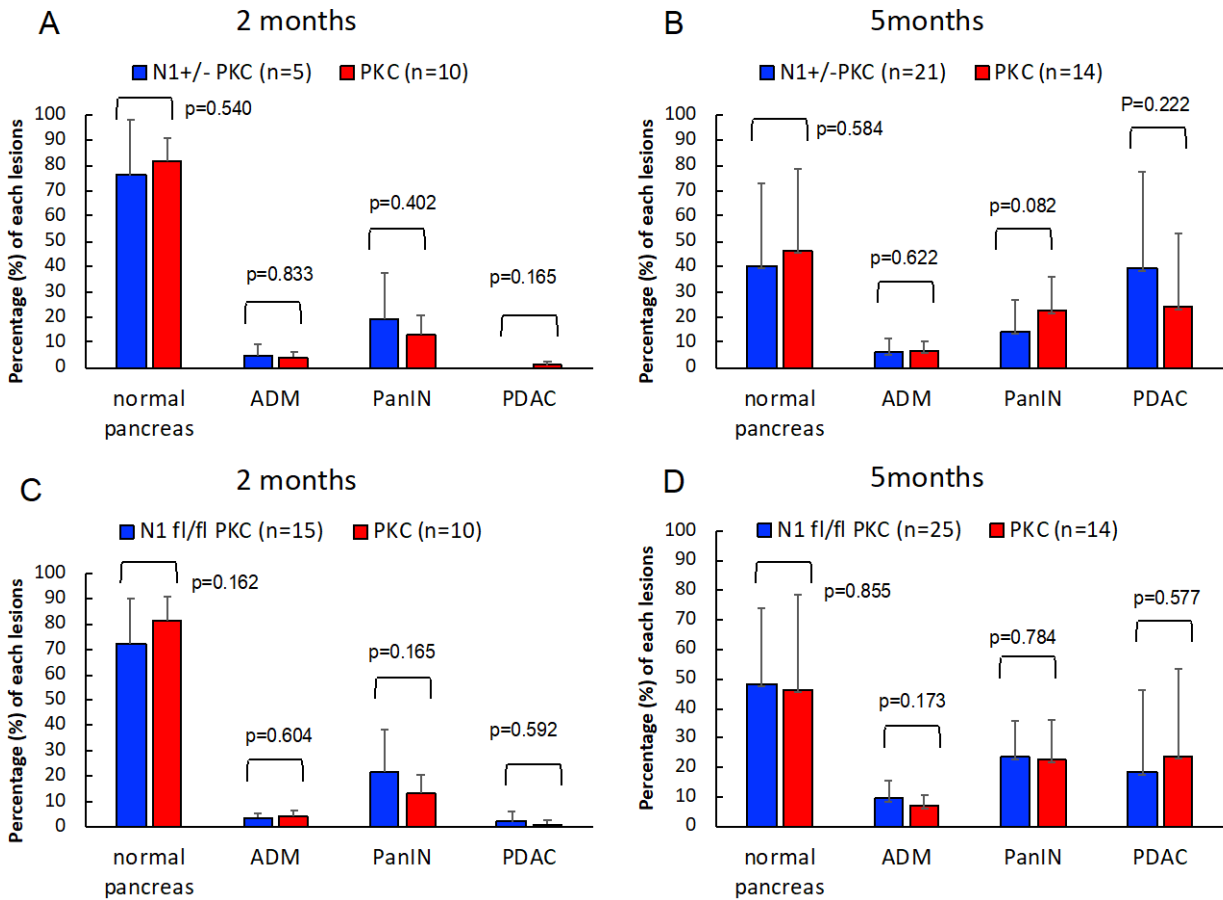 A
2 months
N1+/- PKC (n=5)
PKC (n=10)
Percentage (%) of each lesions
100
90
80
70
60
50
40
30
20
10
0
p=0.540
p=0.833
p=0.402
p=0.165
normal pancreas
ADM
PanIN
PDAC
B
5months
N1+/-PKC (n=21)
PKC (n=14)
Percentage (%) of each lesions
100
90
80
70
60
50
40
30
20
10
0
p=0.584
p=0.622
p=0.082
P=0.222
normal
pancreas
ADM
PanIN
PDAC
C
2 months
N1 fl/fl PKC (n=15)
PKC (n=10)
Percentage (%) of each lesions
100
90
80
70
60
50
40
30
20
10
0
p=0.162
p=0.604
p=0.165
p=0.592
normal
pancreas
ADM
PanIN
PDAC
D
5months
N1 fl/fl PKC (n=25)
PKC (n=14)
Percentage (%) of each lesions
100
90
80
70
60
50
40
30
20
10
0
p=0.855
p=0.173
p=0.784
p=0.577
normal
pancreas
ADM
PanIN
PDAC